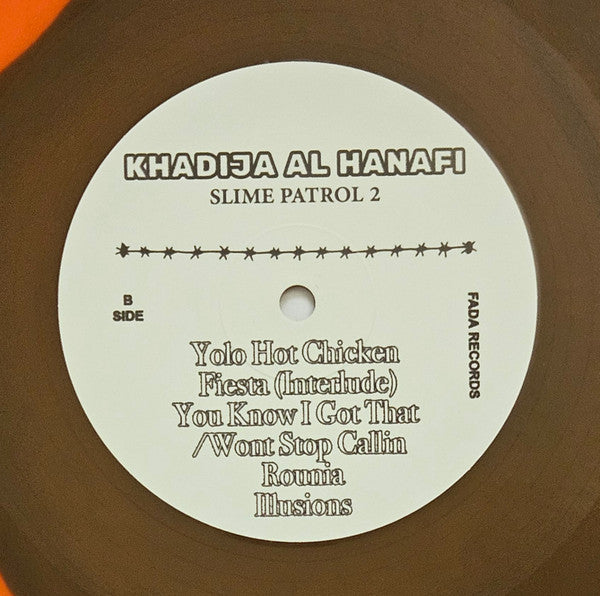 KHADIJA AL HANAFI
SLIME PATROL 2
B
SIDE
FADA RECORDS
Yolo Hot Chicken
Fiesta (Interlude)
You Know I Got That
/Wont Stop Callin
Rounia
Illusions